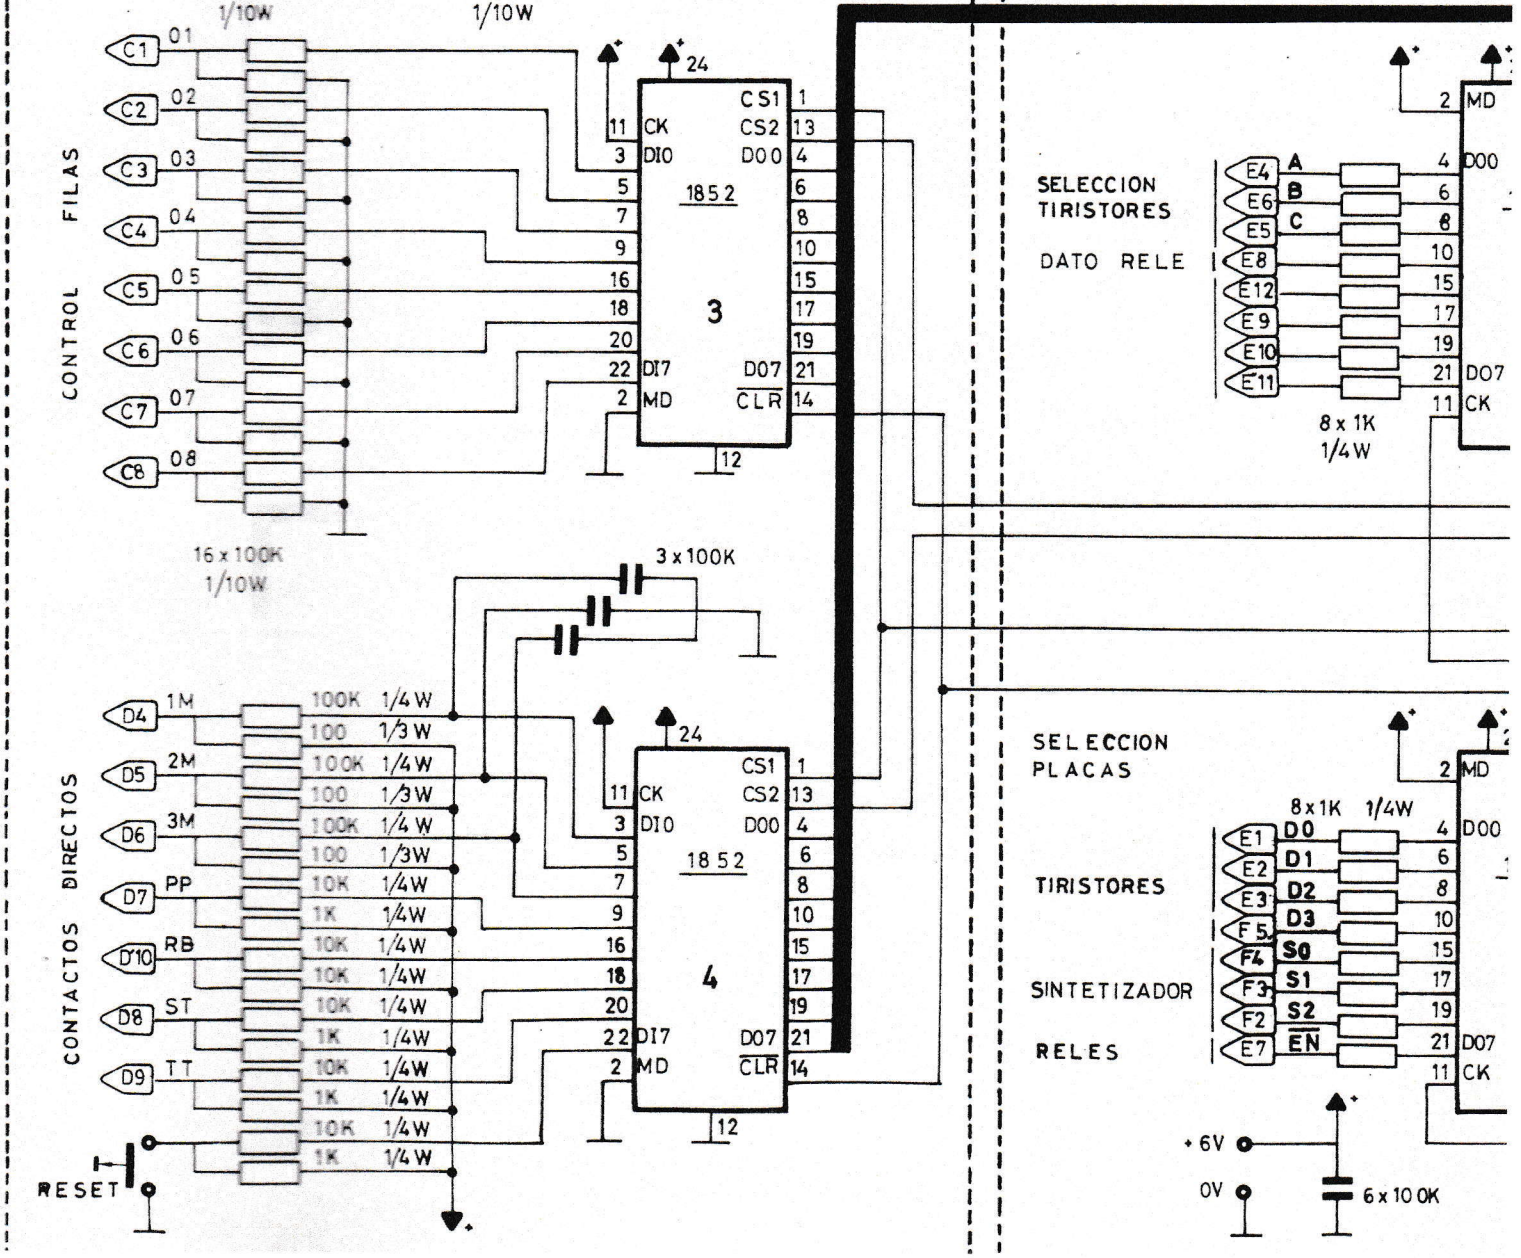 1/10W 1/10W
CONTROL FILAS
C1 01
C2 02
C3 03
C4 04
C5 05
C6 06
C7 07
C8 08
16 x 100K
1/10W
+ + 24
CS1 1
11 CK CS2 13
3 DI0 D00 4
5 6
7 8
9 10
16 15
18 17
20 19
22 DI7 D07 21
2 MD CLR 14
1852
3
12
3 x 100K
CONTACTOS DIRECTOS
D4 1M 100K 1/4W
100 1/3W
D5 2M 100K 1/4W
100 1/3W
D6 3M 100K 1/4W
100 1/3W
D7 PP 10K 1/4W
1K 1/4W
D10 RB 10K 1/4W
10K 1/4W
D8 ST 10K 1/4W
1K 1/4W
D9 TT 10K 1/4W
1K 1/4W
10K 1/4W
1K 1/4W
RESET
+
24
CS1 1
11 CK CS2 13
3 DI0 D00 4
5 6
7 8
9 10
16 15
18 17
20 19
22 DI7 D07 21
2 MD CLR 14
1852
4
12
SELECCION
TIRISTORES
DATO RELE
+ +
2 MD
E4 A 4 D00
E6 B 6
E5 C 8
E8 10
E12 15
E9 17
E10 19
E11 21 D07
11 CK
8 x 1K
1/4W
SELECCION
PLACAS
+ +
2 MD
8x1K 1/4W
TIRISTORES
SINTETIZADOR
RELES
E1 D0 4 D00
E2 D1 6
E3 D2 8
F5 D3 10
F4 S0 15
F3 S1 17
F2 S2 19
E7 EN 21 D07
11 CK
+
+ 6V
0V
6 x 100K